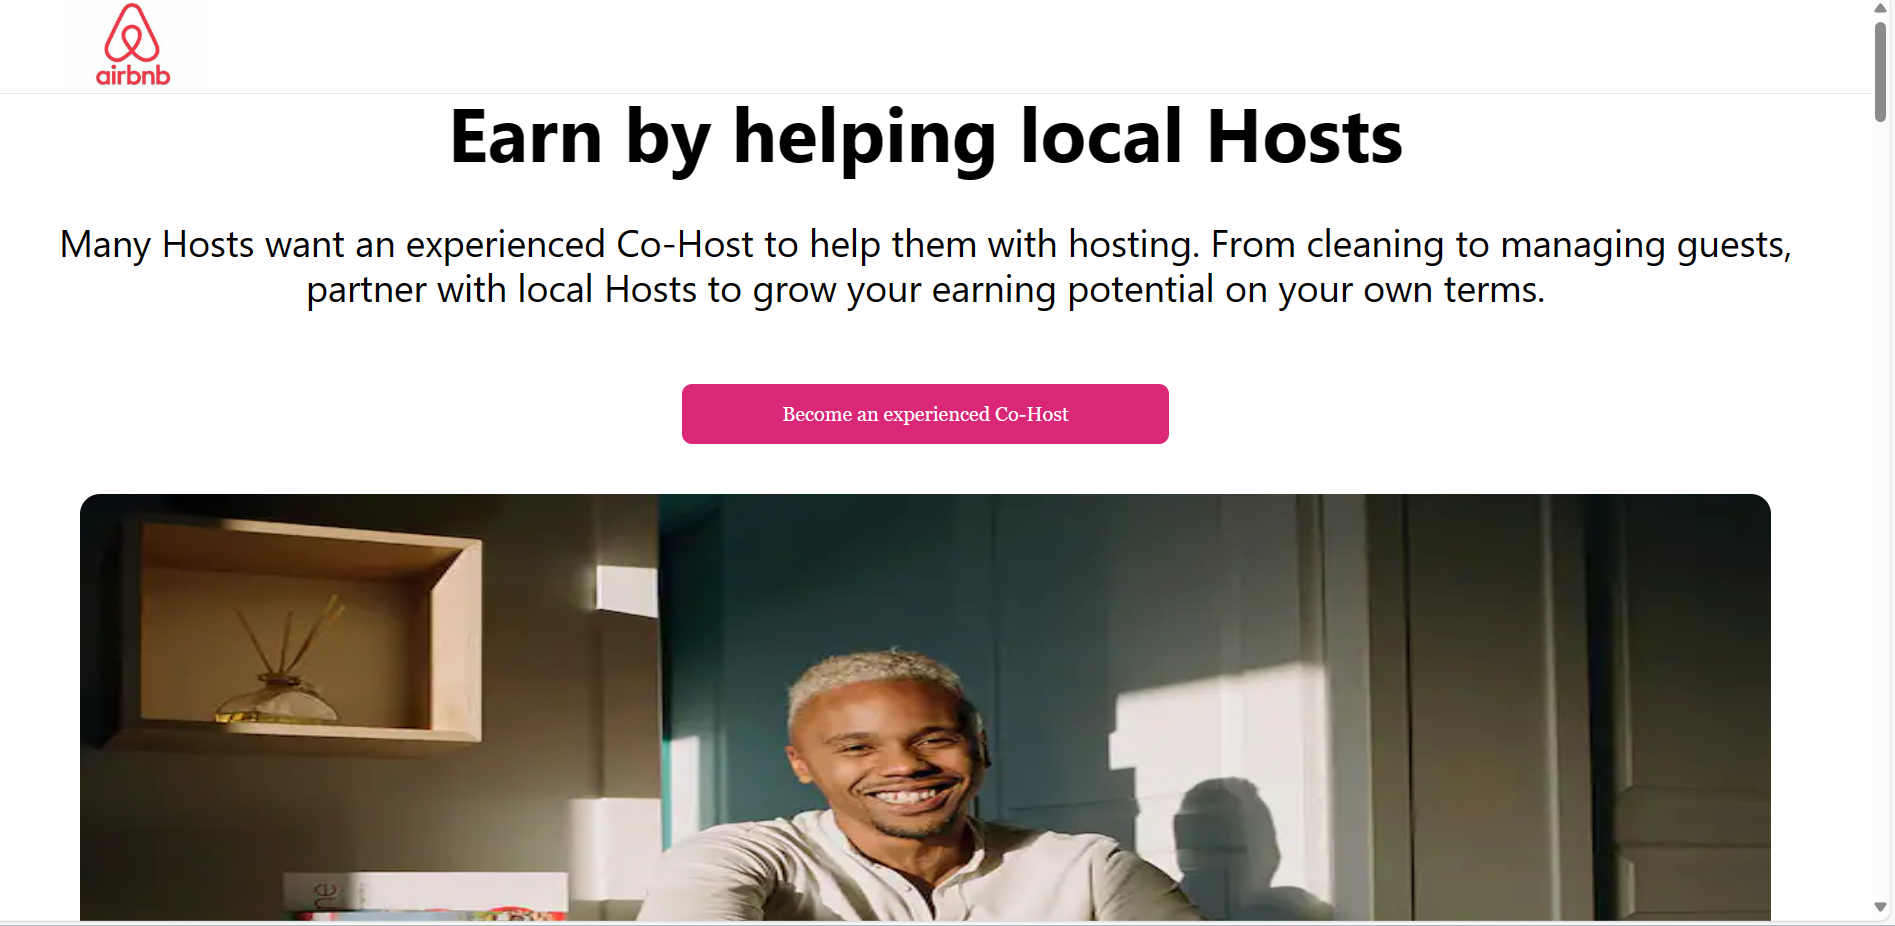 airbnb
Earn by helping local Hosts
Many Hosts want an experienced Co-Host to help them with hosting. From cleaning to managing guests,
partner with local Hosts to grow your earning potential on your own terms.
Become an experienced Co-Host